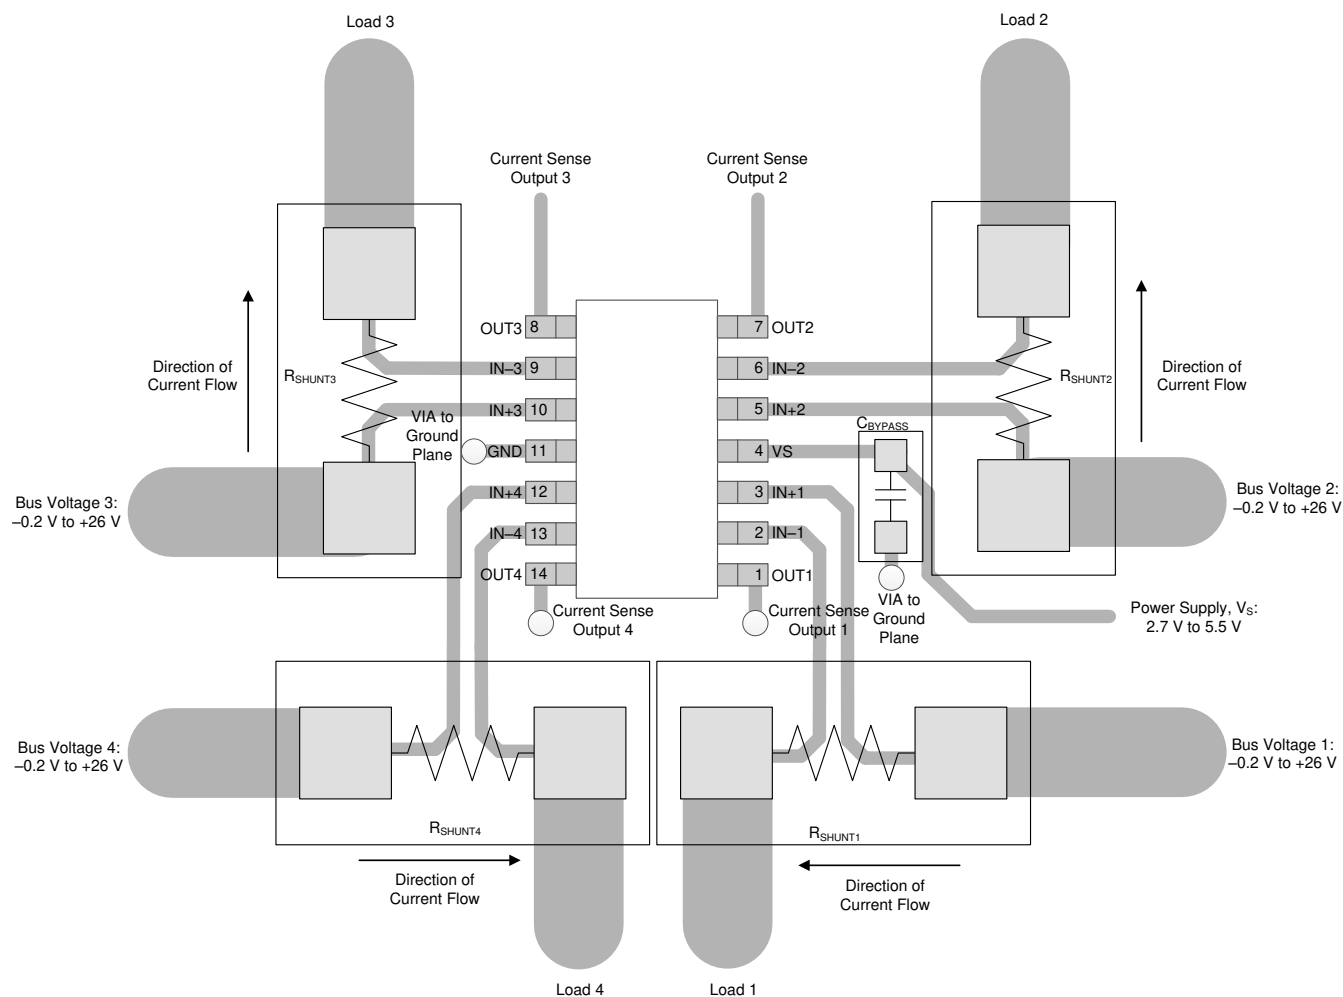 Load 3
Load 2
Current Sense
Output 3
Current Sense
Output 2
OUT3 8
7 OUT2
IN–3 9
6 IN–2
Direction of
Current Flow
RSHUNT3
RSHUNT2
Direction of
Current Flow
IN+3 10
5 IN+2
VIA to
Ground
Plane
CBYPASS
GND 11
4 VS
Bus Voltage 3:
–0.2 V to +26 V
IN+4 12
3 IN+1
Bus Voltage 2:
–0.2 V to +26 V
IN–4 13
2 IN–1
OUT4 14
1 OUT1
Current Sense
Output 4
Current Sense
Output 1
VIA to
Ground
Plane
Power Supply, VS:
2.7 V to 5.5 V
Bus Voltage 4:
–0.2 V to +26 V
Bus Voltage 1:
–0.2 V to +26 V
RSHUNT4
RSHUNT1
Direction of
Current Flow
Direction of
Current Flow
Load 4
Load 1